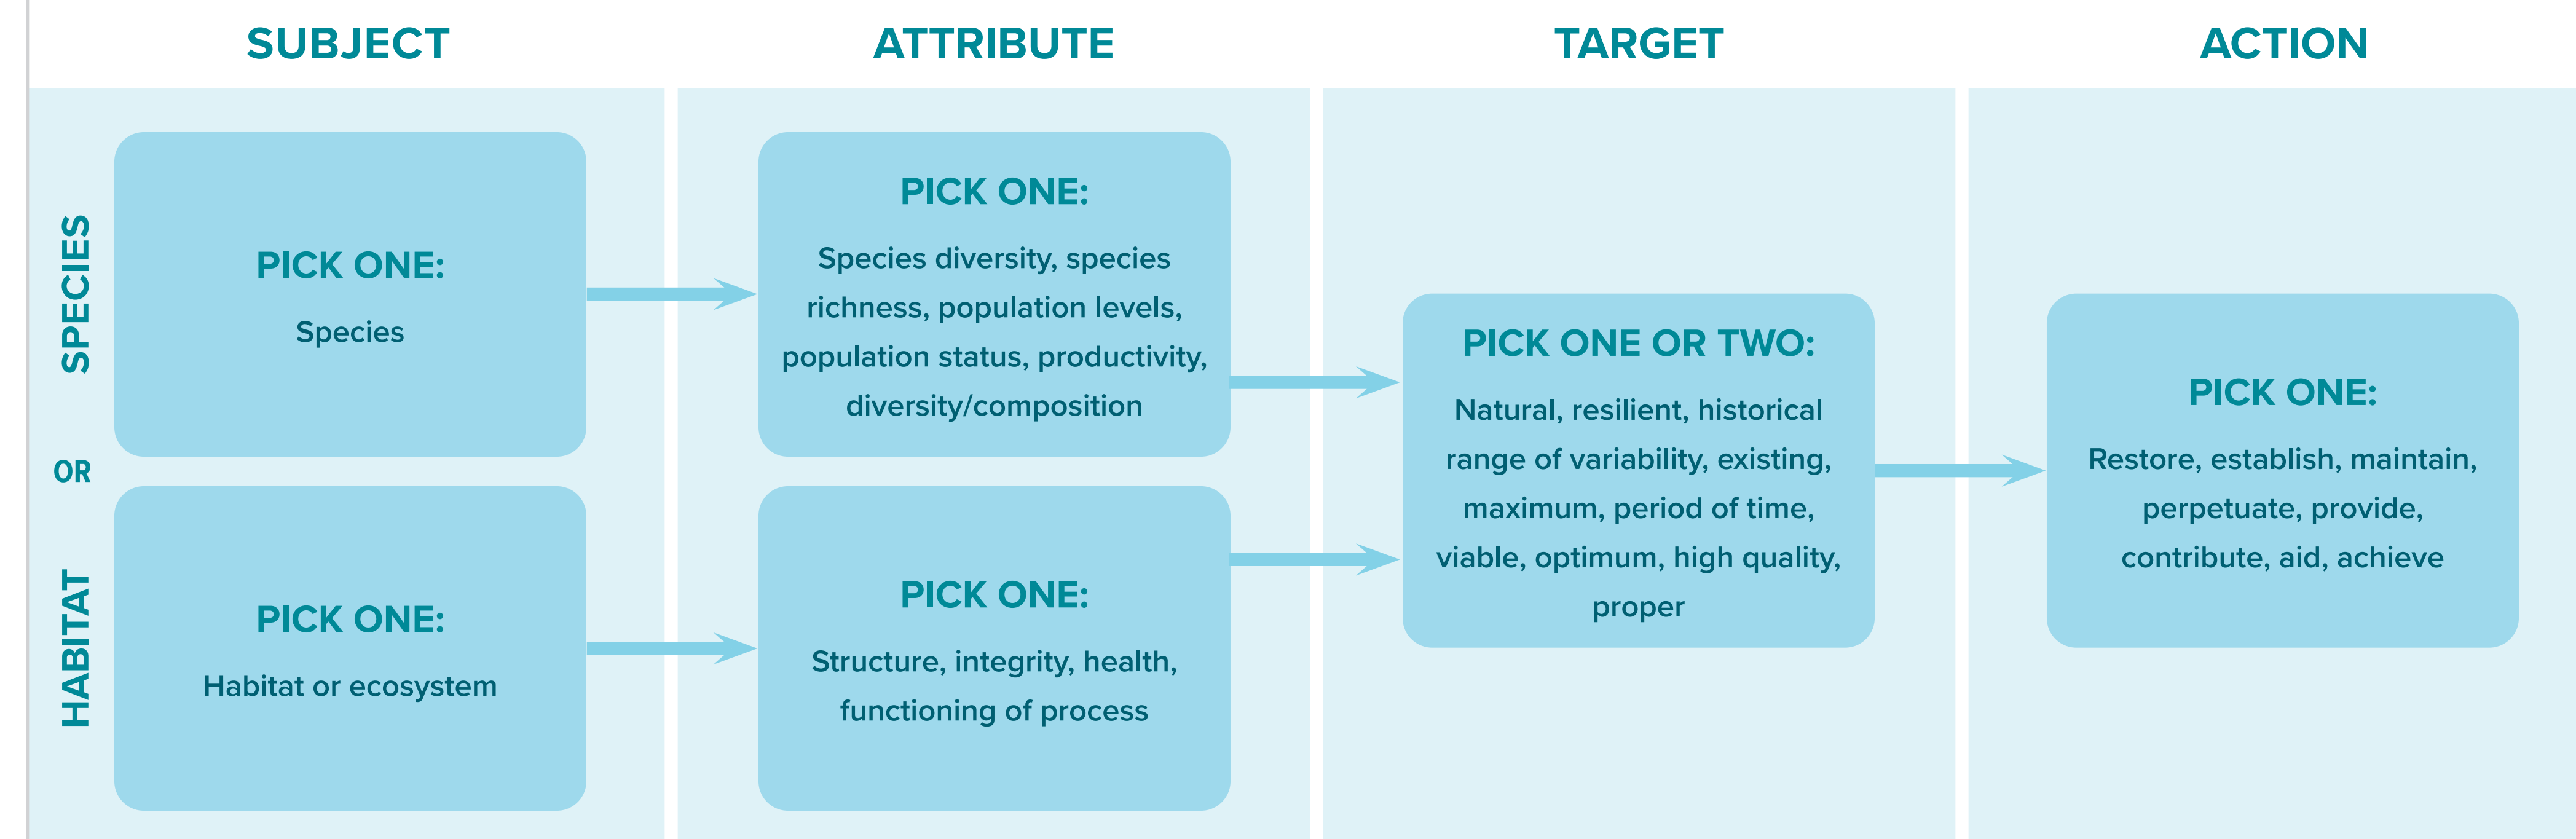 SUBJECT
ATTRIBUTE
TARGET
ACTION
SPECIES
PICK ONE:
Species
PICK ONE:
Species diversity, species
richness, population levels,
population status, productivity,
diversity/composition
OR
HABITAT
PICK ONE:
Habitat or ecosystem
PICK ONE:
Structure, integrity, health,
functioning of process
PICK ONE OR TWO:
Natural, resilient, historical
range of variability, existing,
maximum, period of time,
viable, optimum, high quality,
proper
PICK ONE:
Restore, establish, maintain,
perpetuate, provide,
contribute, aid, achieve